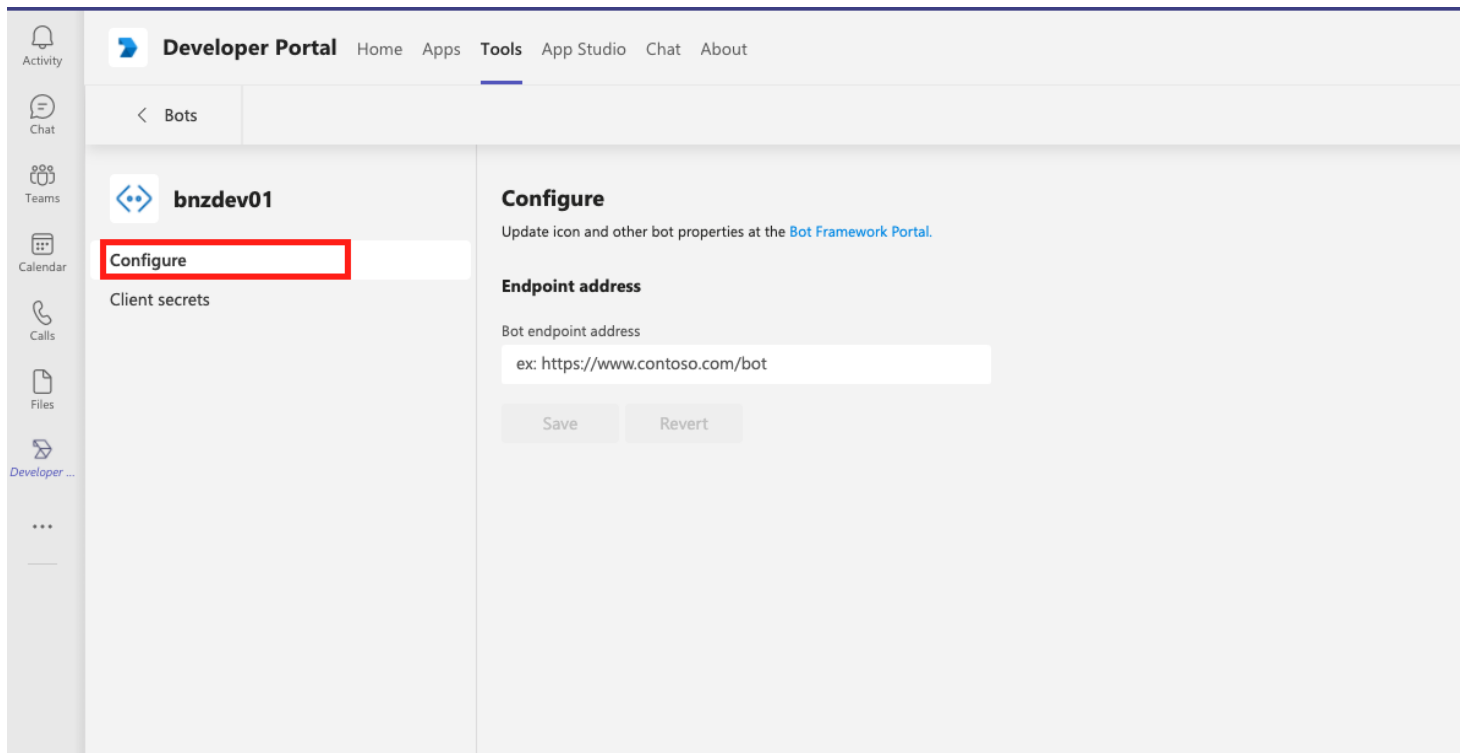 Activity
Chat
Teams
Calendar
Calls
Files
Developer ...
Developer Portal Home Apps Tools App Studio Chat About
Bots
bnzdev01
Configure
Client secrets
Configure
Update icon and other bot properties at the Bot Framework Portal.
Endpoint address
Bot endpoint address
ex: https://www.contoso.com/bot
Save Revert